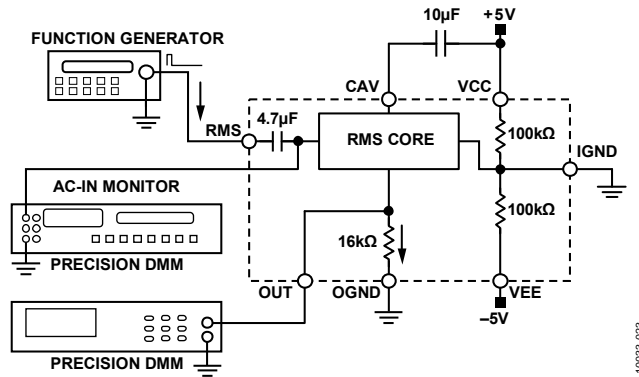 10µF
+5V
FUNCTION GENERATOR
CAV
VCC
4.7µF
RMS
RMS CORE
100kΩ
IGND
AC-IN MONITOR
100kΩ
16kΩ
PRECISION DMM
OUT
OGND
VEE
–5V
PRECISION DMM